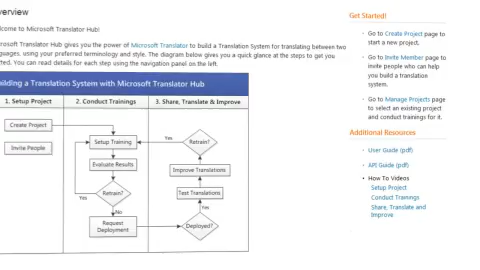 verview
lcome to Microsoft Translator Hub!
rosoft Translator Hub gives you the power of Microsoft Translator to build a Translation System for translating between two
guages, using your preferred terminology and style. The diagram below gives you a quick glance at the steps to get you
ted. You can read details for each step using the navigation panel on the left.
ilding a Translation System with Microsoft Translator Hub
1. Setup Project
2. Conduct Trainings
3. Share, Translate & Improve
Create Project
Invite People
Setup Training
Evaluate Results
Retrain?
Yes
No
Request
Deployment
Yes
Retrain?
Improve Translations
Test Translations
Yes
Deployed?
Get Started!
Go to Create Project page to
start a new project.
Go to Invite Member page to
invite people who can help
you build a translation
system.
Go to Manage Projects page
to select an existing project
and conduct trainings for it.
Additional Resources
User Guide (pdf)
API Guide (pdf)
How To Videos
Setup Project
Conduct Trainings
Share, Translate and
Improve